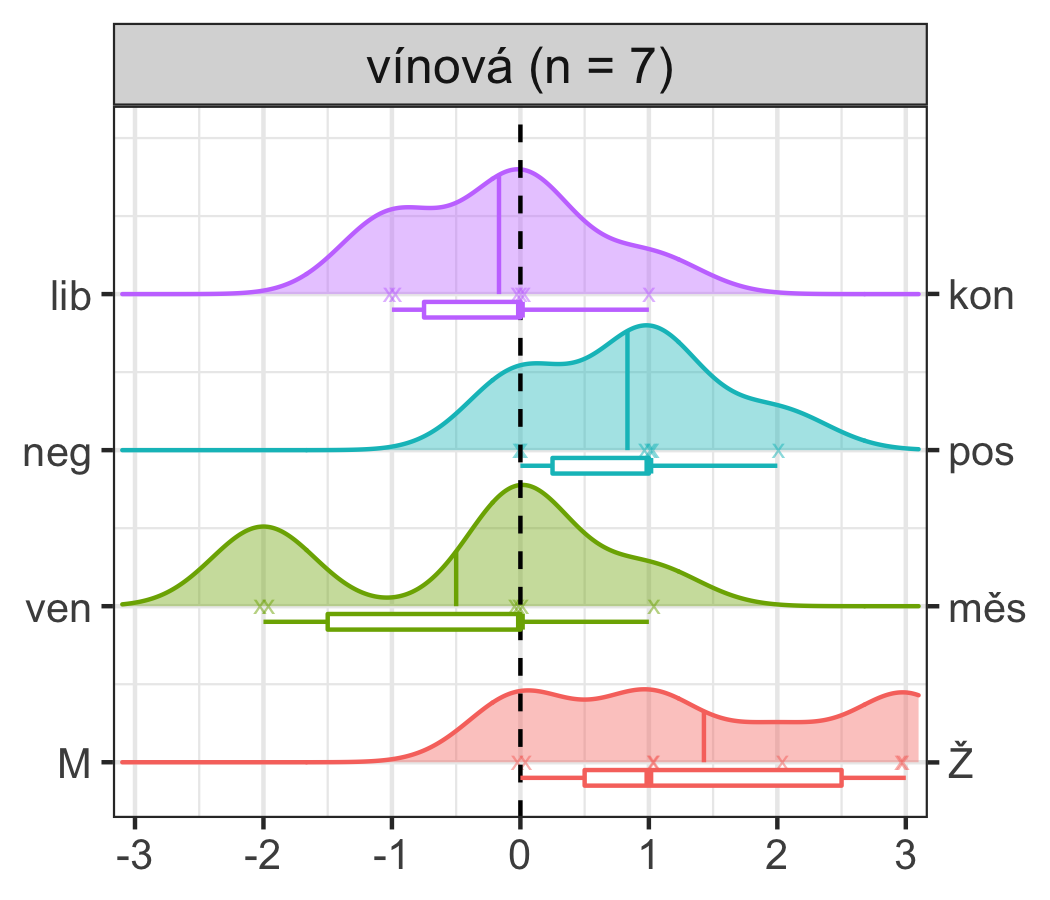 vínová (n = 7)
lib kon
neg pos
ven měs
M Ž
-3 -2 -1 0 1 2 3